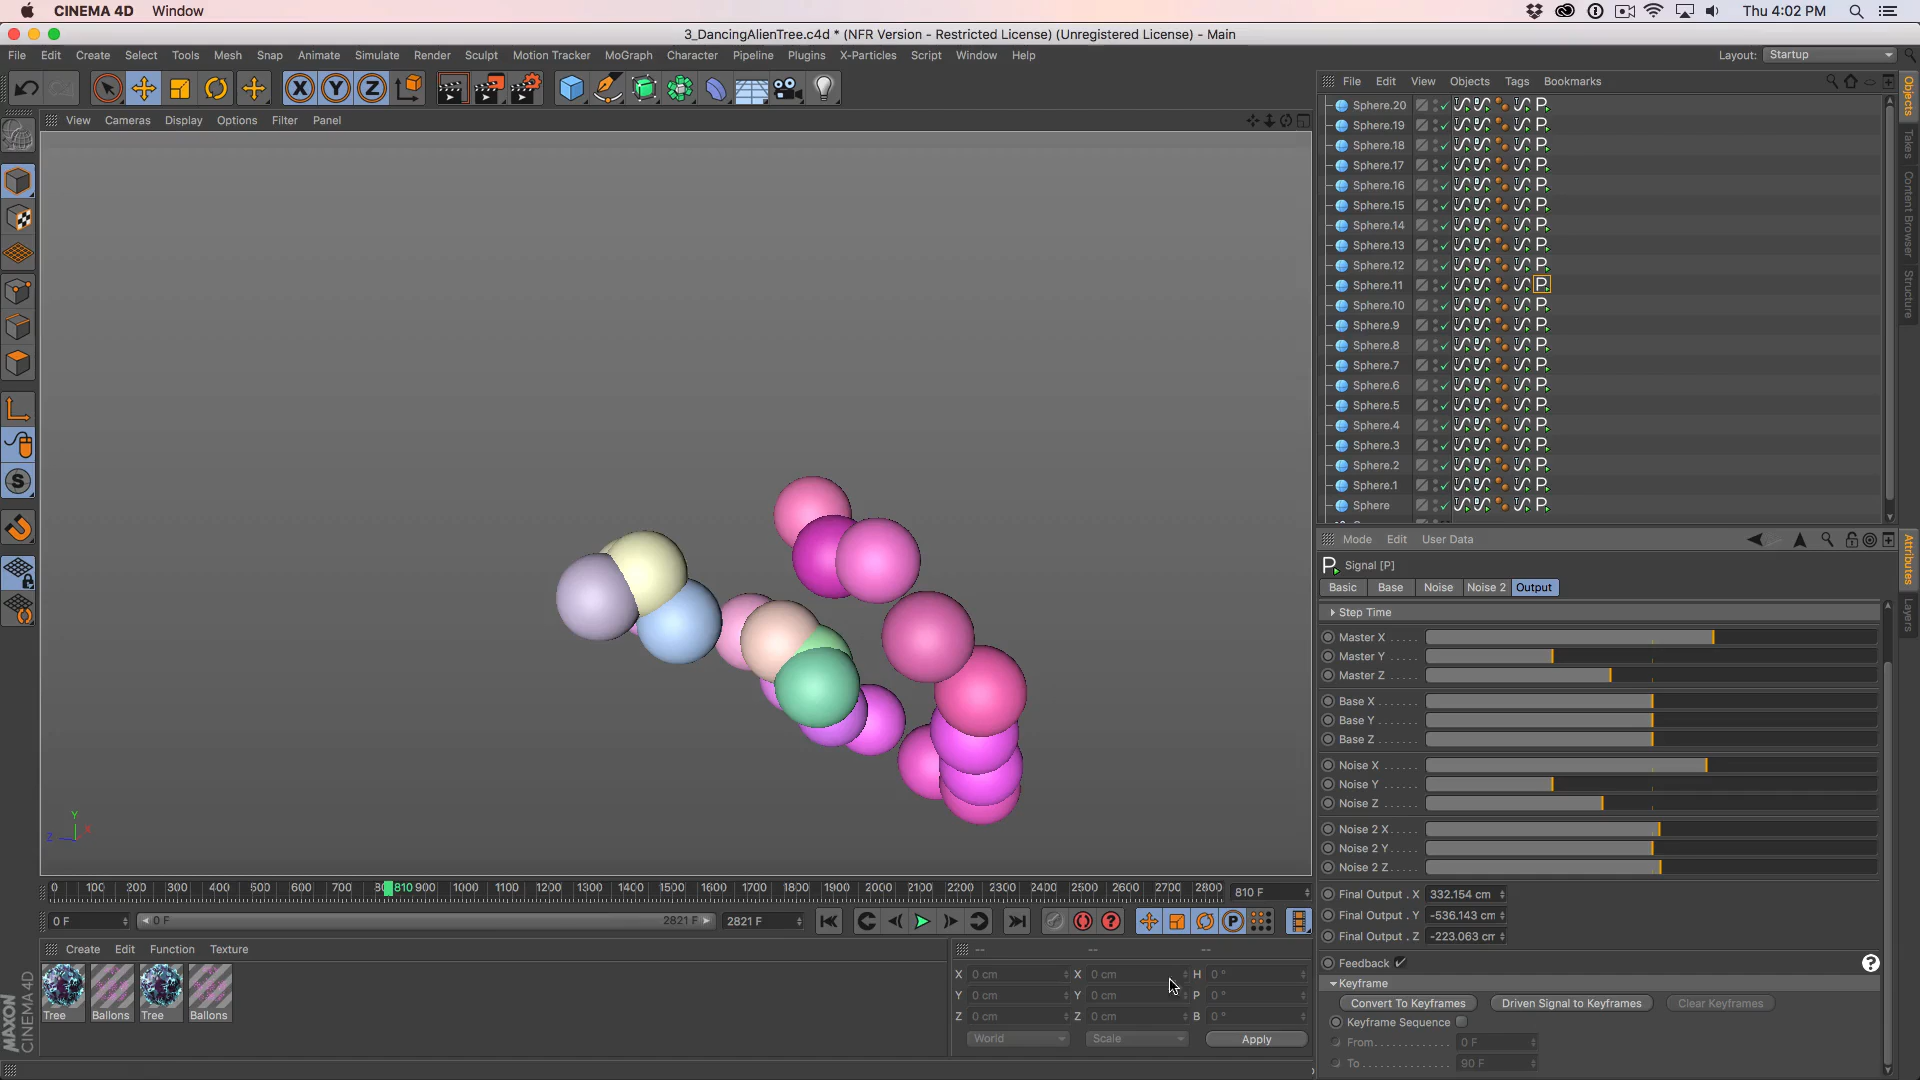 CINEMA 4D Window
Thu 4:02 PM
3_DancingAlienTree.c4d * (NFR Version - Restricted License) (Unregistered License) - Main
File Edit Create Select Tools Mesh Snap Animate Simulate Render Sculpt Motion Tracker MoGraph Character Pipeline Plugins X-Particles Script Window Help
Layout: Startup
File Edit View Objects Tags Bookmarks
View Cameras Display Options Filter Panel
Sphere.20
Sphere.19
Sphere.18
Sphere.17
Sphere.16
Sphere.15
Sphere.14
Sphere.13
Sphere.12
Sphere.11
Sphere.10
Sphere.9
Sphere.8
Sphere.7
Sphere.6
Sphere.5
Sphere.4
Sphere.3
Sphere.2
Sphere.1
Sphere
Objects
Takes
Content Browser
Structure
Mode Edit User Data
Signal [P]
Basic Base Noise Noise 2 Output
Step Time
Master X
Master Y
Master Z
Base X
Base Y
Base Z
Noise X
Noise Y
Noise Z
Noise 2 X
Noise 2 Y
Noise 2 Z
Final Output . X 332.154 cm
Final Output . Y -536.143 cm
Final Output . Z -223.063 cm
Feedback
Keyframe
Convert To Keyframes Driven Signal to Keyframes Clear Keyframes
Keyframe Sequence
From 0 F
To 90 F
Attributes
Layers
Y
Z X
0 100 200 300 400 500 600 700 810 900 1000 1100 1200 1300 1400 1500 1600 1700 1800 1900 2000 2100 2200 2300 2400 2500 2600 2700 2800 810 F
0 F 0 F 2821 F 2821 F
Create Edit Function Texture
Tree Ballons Tree Ballons
-- -- --
X 0 cm X 0 cm H 0 °
Y 0 cm Y 0 cm P 0 °
Z 0 cm Z 0 cm B 0 °
World Scale Apply
MAXON CINEMA 4D